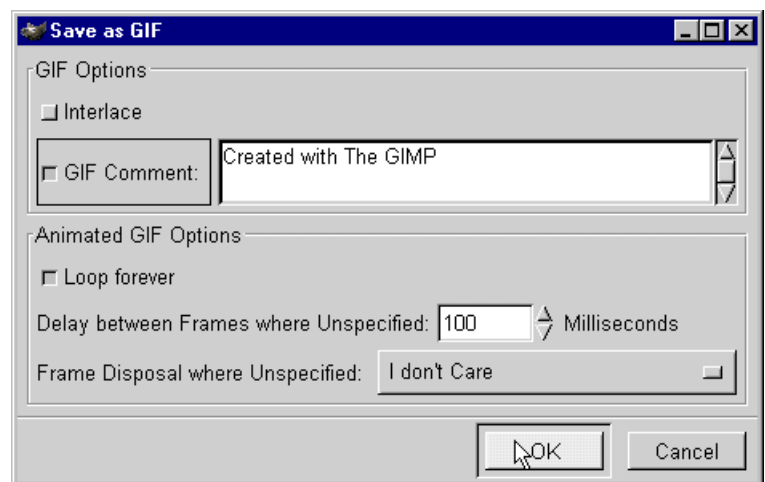 Save as GIF
GIF Options
Interlace
GIF Comment:
Created with The GIMP
Animated GIF Options
Loop forever
Delay between Frames where Unspecified: 100 Milliseconds
Frame Disposal where Unspecified: I don't Care
OK Cancel